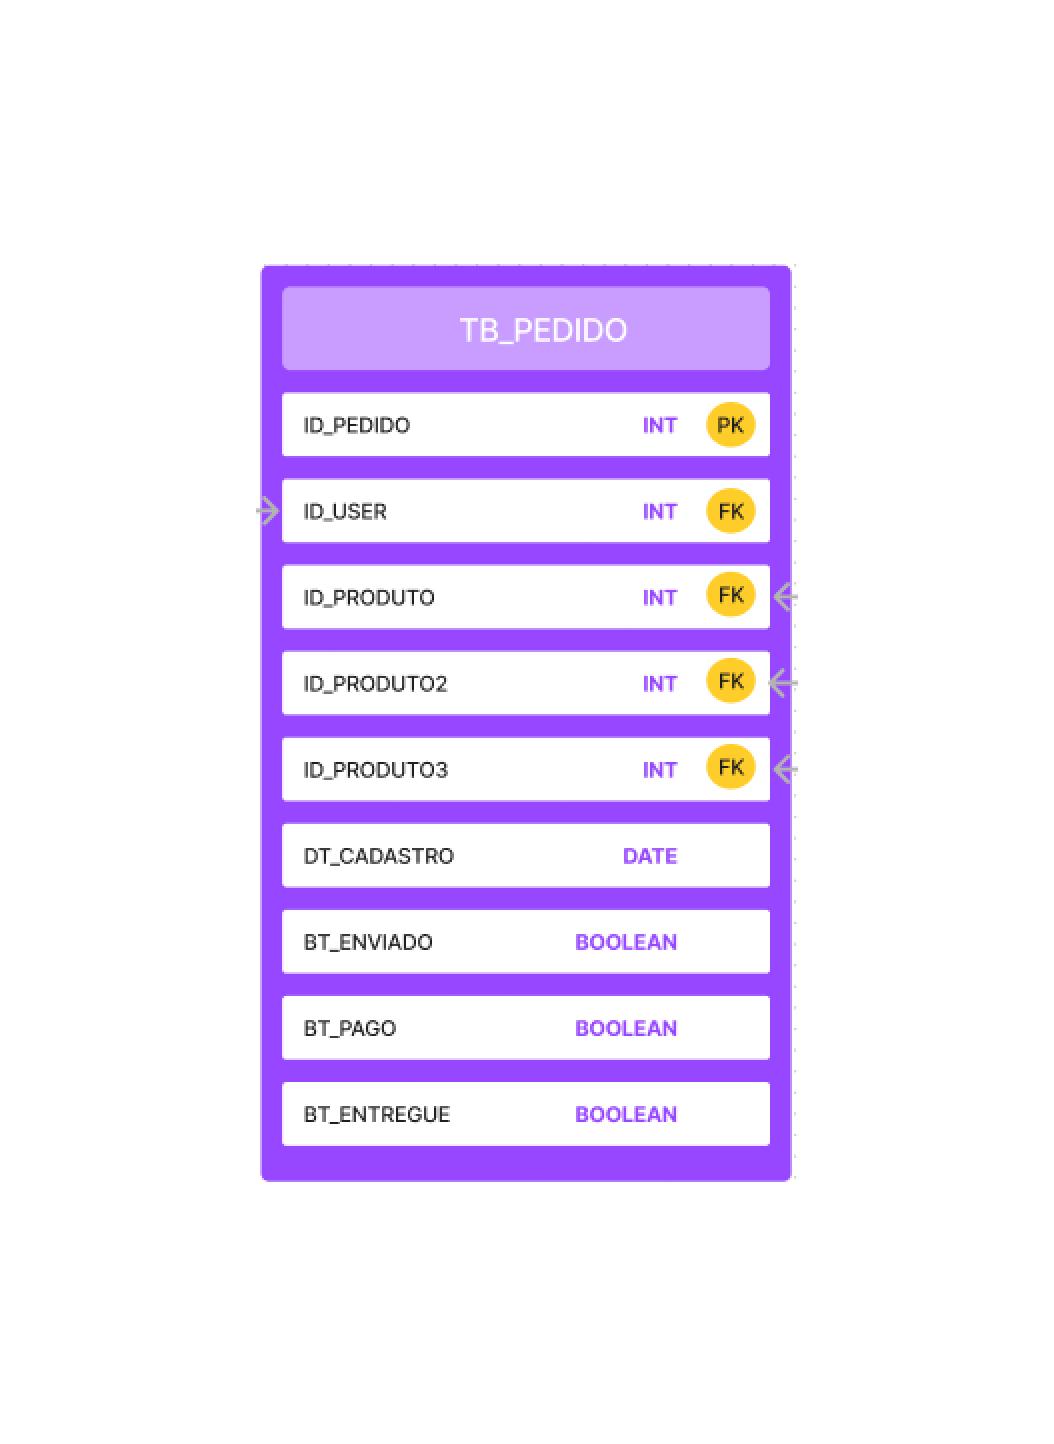 TB_PEDIDO
ID_PEDIDO INT PK
ID_USER INT FK
ID_PRODUTO INT FK
ID_PRODUTO2 INT FK
ID_PRODUTO3 INT FK
DT_CADASTRO DATE
BT_ENVIADO BOOLEAN
BT_PAGO BOOLEAN
BT_ENTREGUE BOOLEAN